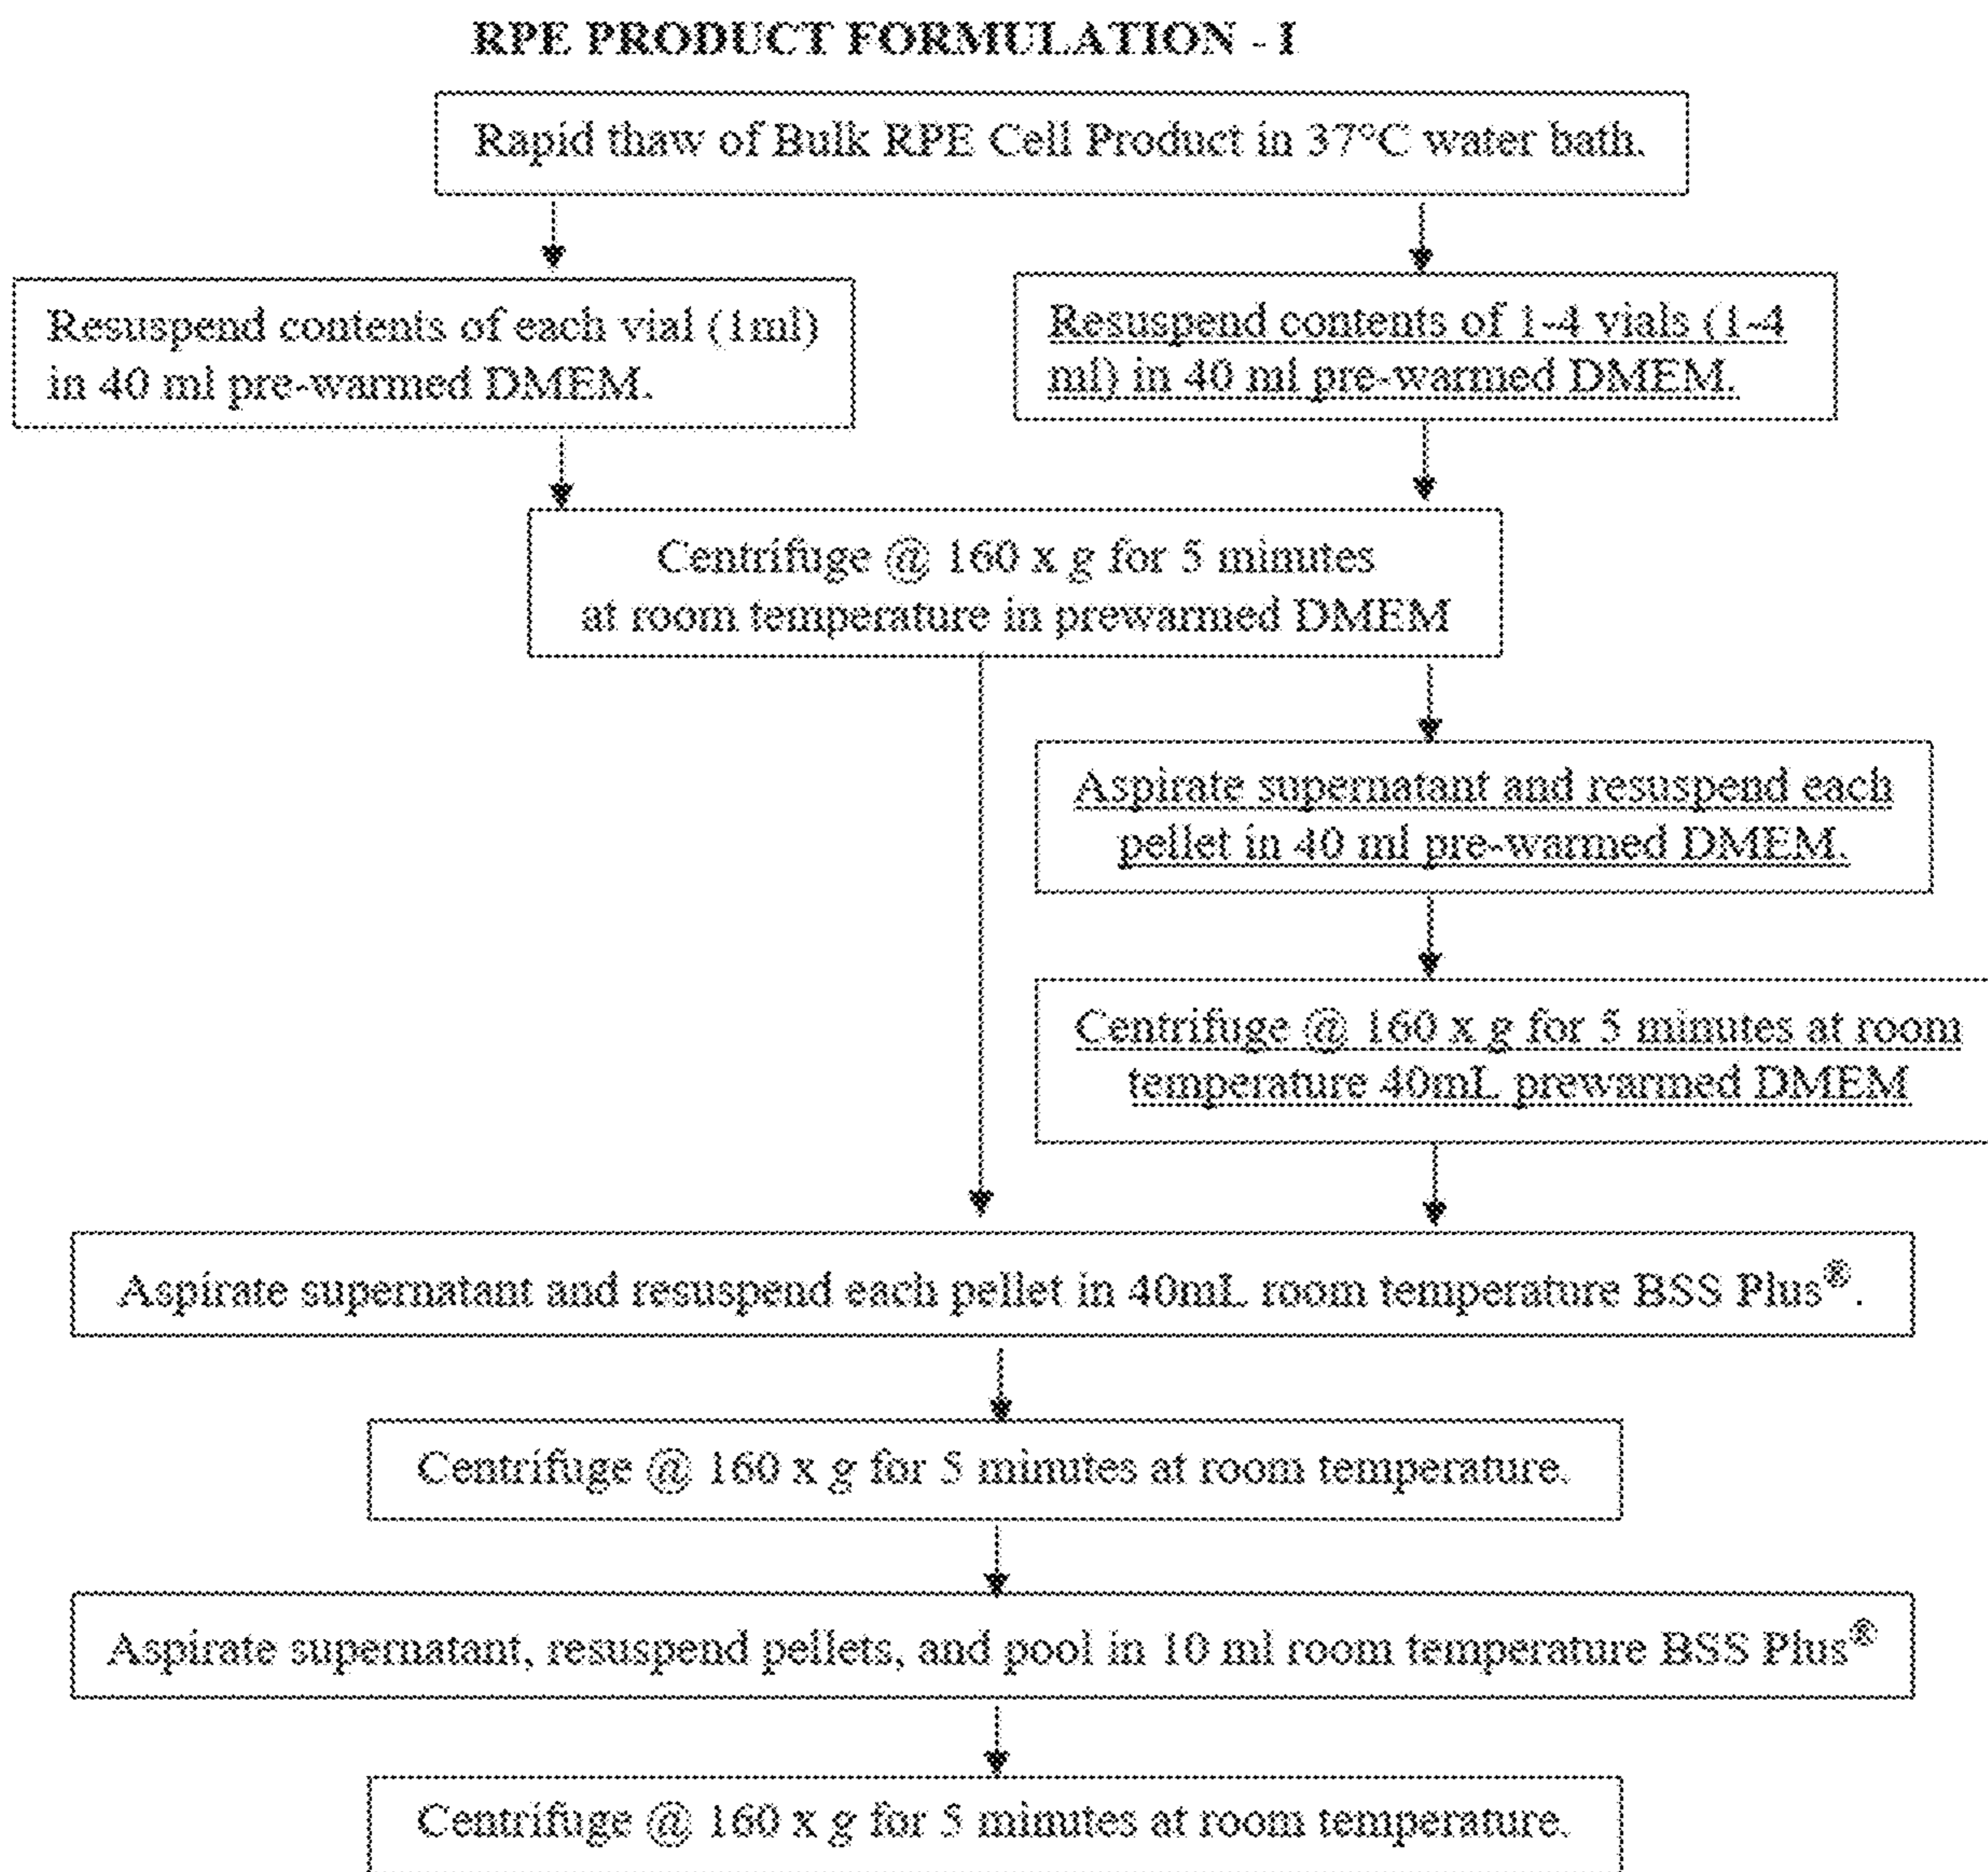 RPE PRODUCT FORMULATION - I
Rapid thaw of Bulk RPE Cell Product in 37°C water bath.
Resuspend contents of each vial (1ml)
in 40 ml pre-warmed DMEM.
Resuspend contents of 1-4 vials (1-4
ml) in 40 ml pre-warmed DMEM.
Centrifuge @ 160 x g for 5 minutes
at room temperature in prewarmed DMEM
Aspirate supernatant and resuspend each
pellet in 40 ml pre-warmed DMEM.
Centrifuge @ 160 x g for 5 minutes at room
temperature 40mL prewarmed DMEM
Aspirate supernatant and resuspend each pellet in 40mL room temperature BSS Plus®.
Centrifuge @ 160 x g for 5 minutes at room temperature.
Aspirate supernatant, resuspend pellets, and pool in 10 ml room temperature BSS Plus®
Centrifuge @ 160 x g for 5 minutes at room temperature.